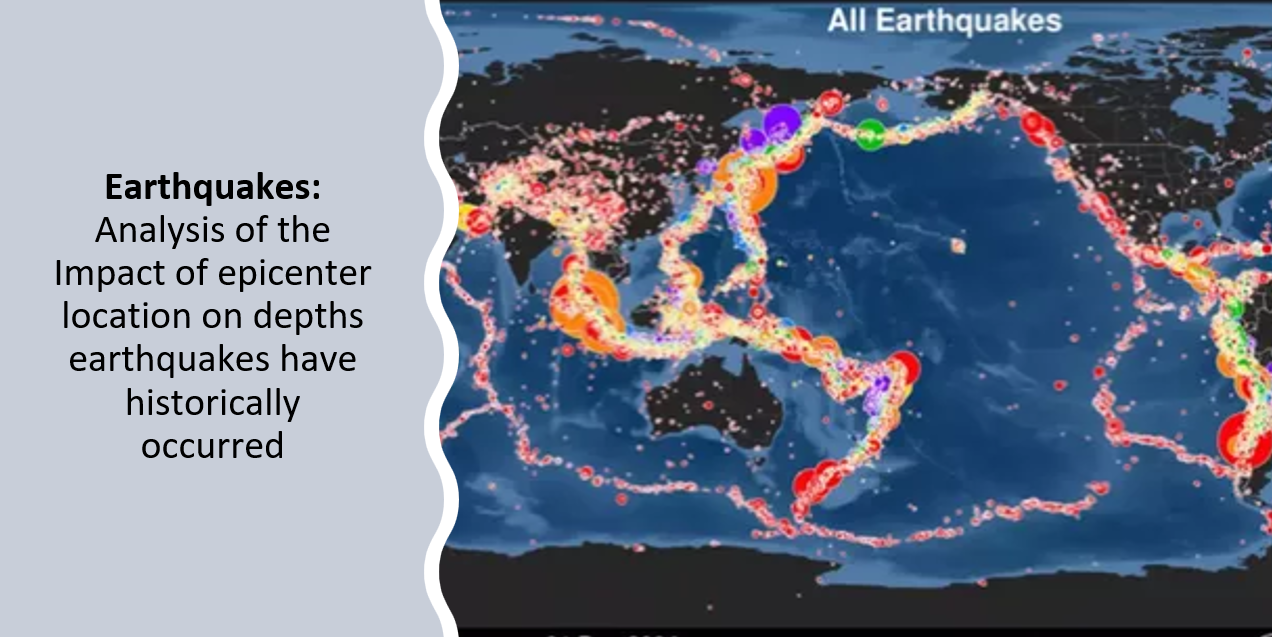 Earthquakes:
Analysis of the
Impact of epicenter
location on depths
earthquakes have
historically
occurred
All Earthquakes